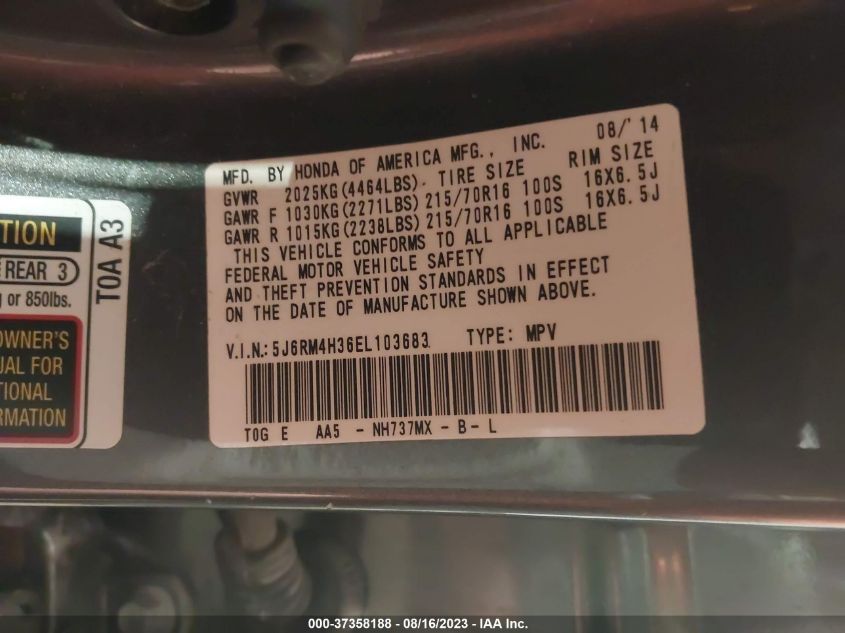 MFD. BY HONDA OF AMERICA MFG., INC. 08/'14
GVWR 2025KG(4464LBS). TIRE SIZE RIM SIZE
GAWR F 1030KG(2271LBS)215/70R16 100S 16X6.5J
GAWR R 1015KG(2238LBS)215/70R16 100S 16X6.5J
THIS VEHICLE CONFORMS TO ALL APPLICABLE
FEDERAL MOTOR VEHICLE SAFETY
AND THEFT PREVENTION STANDARDS IN EFFECT
ON THE DATE OF MANUFACTURE SHOWN ABOVE.
V.I.N.:5J6RM4H36EL103683 TYPE: MPV
T0G E AA5 - NH737MX - B - L
REAR 3
or 850lbs.
OWNER'S
FOR
T0A A3
000-37358188 - 08/16/2023 - IAA Inc.